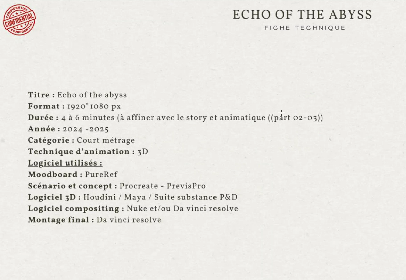 CONFIDENTIAL
ECHO OF THE ABYSS
FICHE TECHNIQUE
Titre : Echo of the abyss
Format : 1920*1080 px
Durée : 4 à 6 minutes (à affiner avec le story et animatique ((part 02-03))
Année : 2024 -2025
Catégorie : Court métrage
Technique d'animation : 3D
Logiciel utilisés :
Moodboard : PureRef
Scénario et concept : Procreate - PrevisPro
Logiciel 3D : Houdini / Maya / Suite substance P&D
Logiciel compositing : Nuke et/ou Da vinci resolve
Montage final : Da vinci resolve